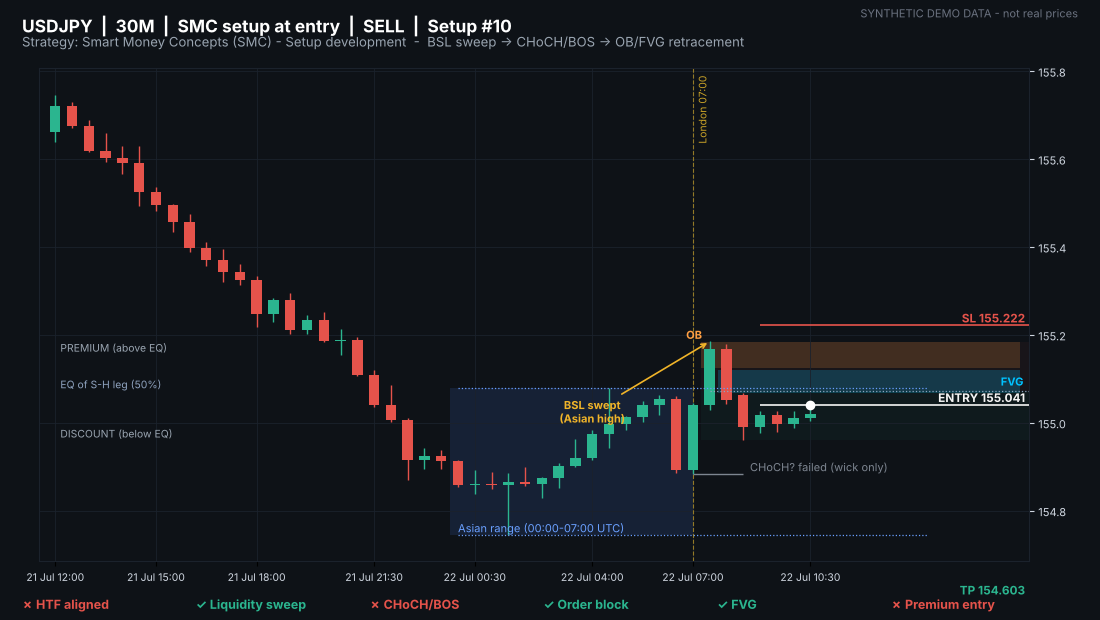 SYNTHETIC DEMO DATA - not real prices
USDJPY | 30M | SMC setup at entry | SELL | Setup #10
Strategy: Smart Money Concepts (SMC) - Setup development - BSL sweep → CHoCH/BOS → OB/FVG retracement
155.8
London 07:00
155.6
155.4
155.2
155.0
154.8
SL 155.222
OB
PREMIUM (above EQ)
EQ of S-H leg (50%)
FVG
ENTRY 155.041
BSL swept
(Asian high)
DISCOUNT (below EQ)
CHoCH? failed (wick only)
Asian range (00:00-07:00 UTC)
21 Jul 12:00
21 Jul 15:00
21 Jul 18:00
21 Jul 21:30
22 Jul 00:30
22 Jul 04:00
22 Jul 07:00
22 Jul 10:30
TP 154.603
× HTF aligned
✓ Liquidity sweep
× CHoCH/BOS
✓ Order block
✓ FVG
× Premium entry